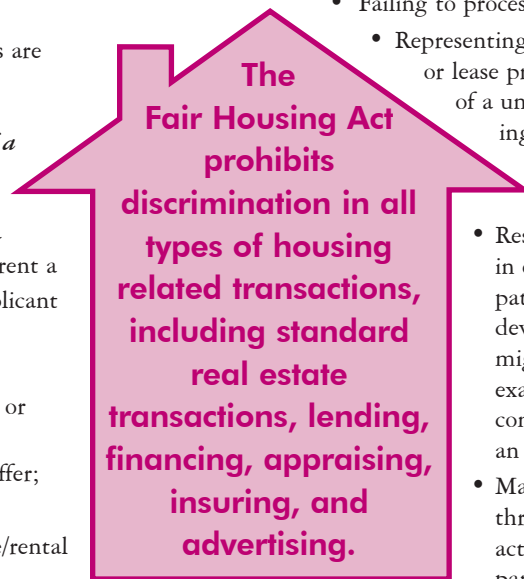 s are
a
rent a
licant
or
ffer;
e/rental
• Failing to proces
• Representing
or lease pr
of a un
ing
The
Fair Housing Act
prohibits
discrimination in all
types of housing
related transactions,
including standard
real estate
transactions, lending,
financing, appraising,
insuring, and
advertising.
• Res
in
pat
dev
mig
exa
con
an
• Ma
thr
act